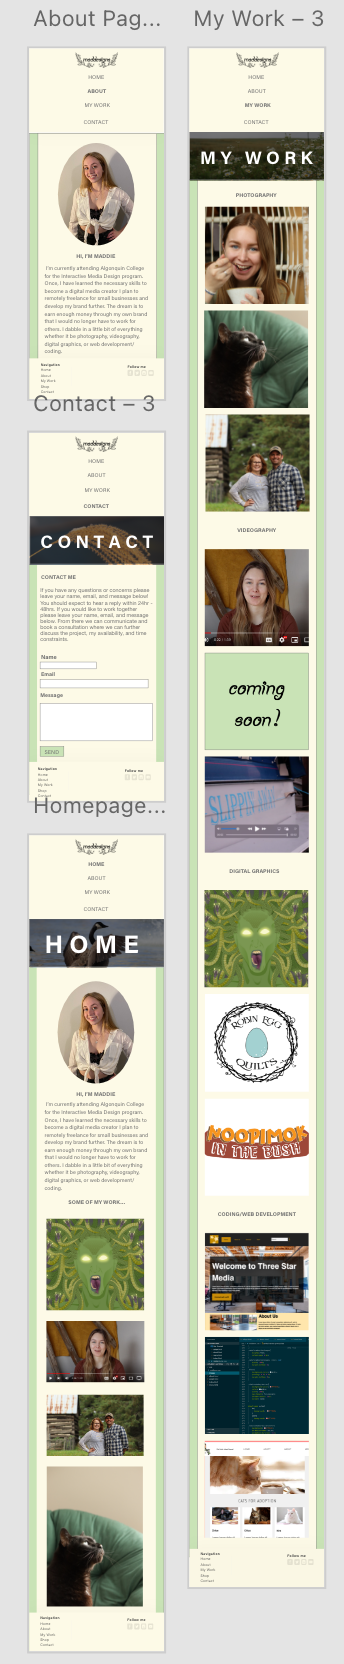 About Pag...
maddesigns
HOME
ABOUT
MY WORK
CONTACT
HI, I'M MADDIE
I'm currently attending Algonquin College
for the Interactive Media Design program.
Once, I have learned the necessary skills to
become a digital media creator I plan to
remotely freelance for small businesses and
develop my brand further. The dream is to
earn enough money through my own brand
that I would no longer have to work for
others. I dabble in a little bit of everything
whether it be photography, videography,
digital graphics, or web development/
coding.
Navigation
Home
About
My Work
Shop
Contact
Follow me
Contact – 3
maddesigns
HOME
ABOUT
MY WORK
CONTACT
CONTACT
CONTACT ME
If you have any questions or concerns please
leave your name, email, and message below!
You should expect to hear a reply within 24hr -
48hrs. If you would like to work together
please leave your name, email, and message
below. From there we can communicate and
book a consultation where we can further
discuss the project, my availability, and time
constraints.
Name
Email
Message
SEND
Navigation
Home
About
My Work
Shop
Contact
Follow me
Homepage...
maddesigns
HOME
ABOUT
MY WORK
CONTACT
HOME
HI, I'M MADDIE
I'm currently attending Algonquin College
for the Interactive Media Design program.
Once, I have learned the necessary skills to
become a digital media creator I plan to
remotely freelance for small businesses and
develop my brand further. The dream is to
earn enough money through my own brand
that I would no longer have to work for
others. I dabble in a little bit of everything
whether it be photography, videography,
digital graphics, or web development/
coding.
SOME OF MY WORK...
Navigation
Home
About
My Work
Shop
Contact
Follow me
My Work – 3
maddesigns
HOME
ABOUT
MY WORK
CONTACT
MY WORK
PHOTOGRAPHY
VIDEOGRAPHY
coming
soon!
SLIPPIN AWAY
DIGITAL GRAPHICS
ROBIN EGG
QUILTS
NOOPIMOK
IN THE BUSH
CODING/WEB DEVELOPMENT
Welcome to Three Star
Media
About Us
CATS FOR ADOPTION
Navigation
Home
About
My Work
Shop
Contact
Follow me